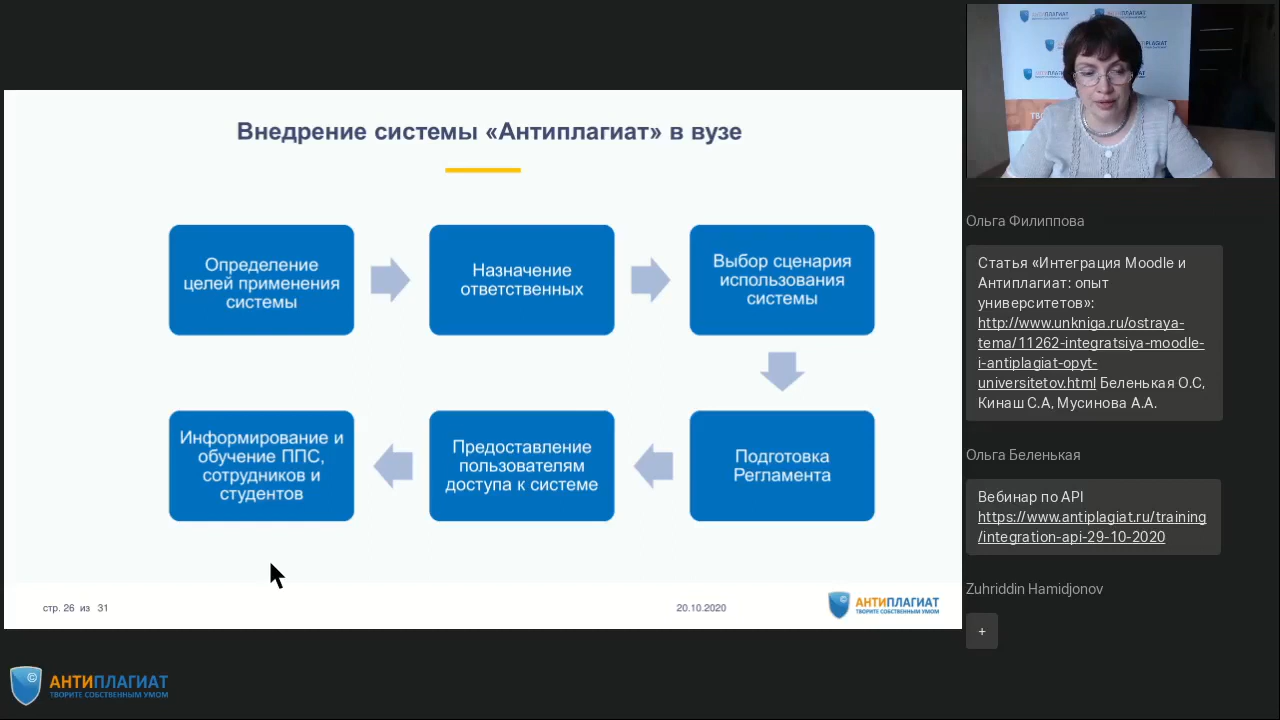 Внедрение системы «Антиплагиат» в вузе
Определение
целей применения
системы
Назначение
ответственных
Выбор сценария
использования
системы
Подготовка
Регламента
Предоставление
пользователям
доступа к системе
Информирование и
обучение ППС,
сотрудников и
студентов
стр. 26 из 31
20.10.2020
АНТИПЛАГИАТ
ТВОРИТЕ СОБСТВЕННЫМ УМОМ
©
АНТИПЛАГИАТ
ТВОРИТЕ СОБСТВЕННЫМ УМОМ
Ольга Филиппова
Статья «Интеграция Moodle и
Антиплагиат: опыт
университетов»:
http://www.unkniga.ru/ostraya-
tema/11262-integratsiya-moodle-
i-antiplagiat-opyt-
universitetov.html Беленькая О.С,
Кинаш С.А, Мусинова А.А.
Ольга Беленькая
Вебинар по API
https://www.antiplagiat.ru/training
/integration-api-29-10-2020
Zuhriddin Hamidjonov
+